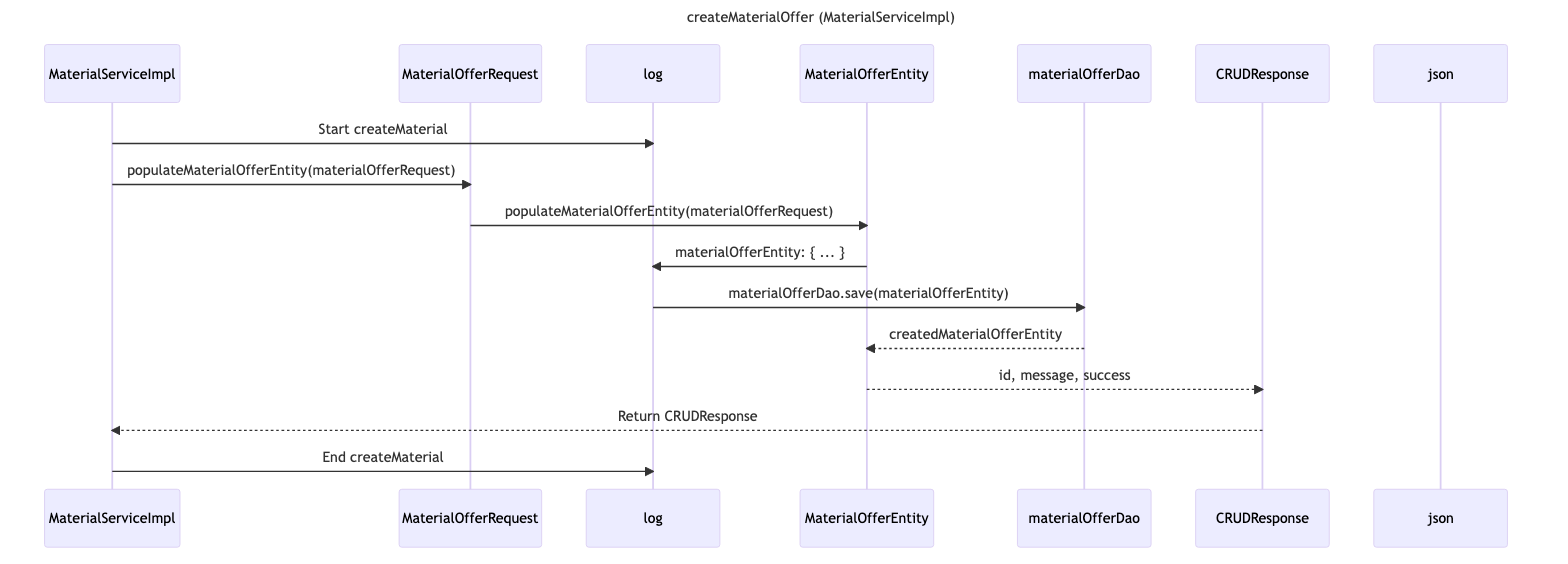 createMaterialOffer (MaterialServiceImpl)
MaterialServiceImpl
MaterialOfferRequest
log
MaterialOfferEntity
materialOfferDao
CRUDResponse
json
Start createMaterial
populateMaterialOfferEntity(materialOfferRequest)
populateMaterialOfferEntity(materialOfferRequest)
materialOfferEntity: { ... }
materialOfferDao.save(materialOfferEntity)
createdMaterialOfferEntity
id, message, success
Return CRUDResponse
End createMaterial
MaterialServiceImpl
MaterialOfferRequest
log
MaterialOfferEntity
materialOfferDao
CRUDResponse
json